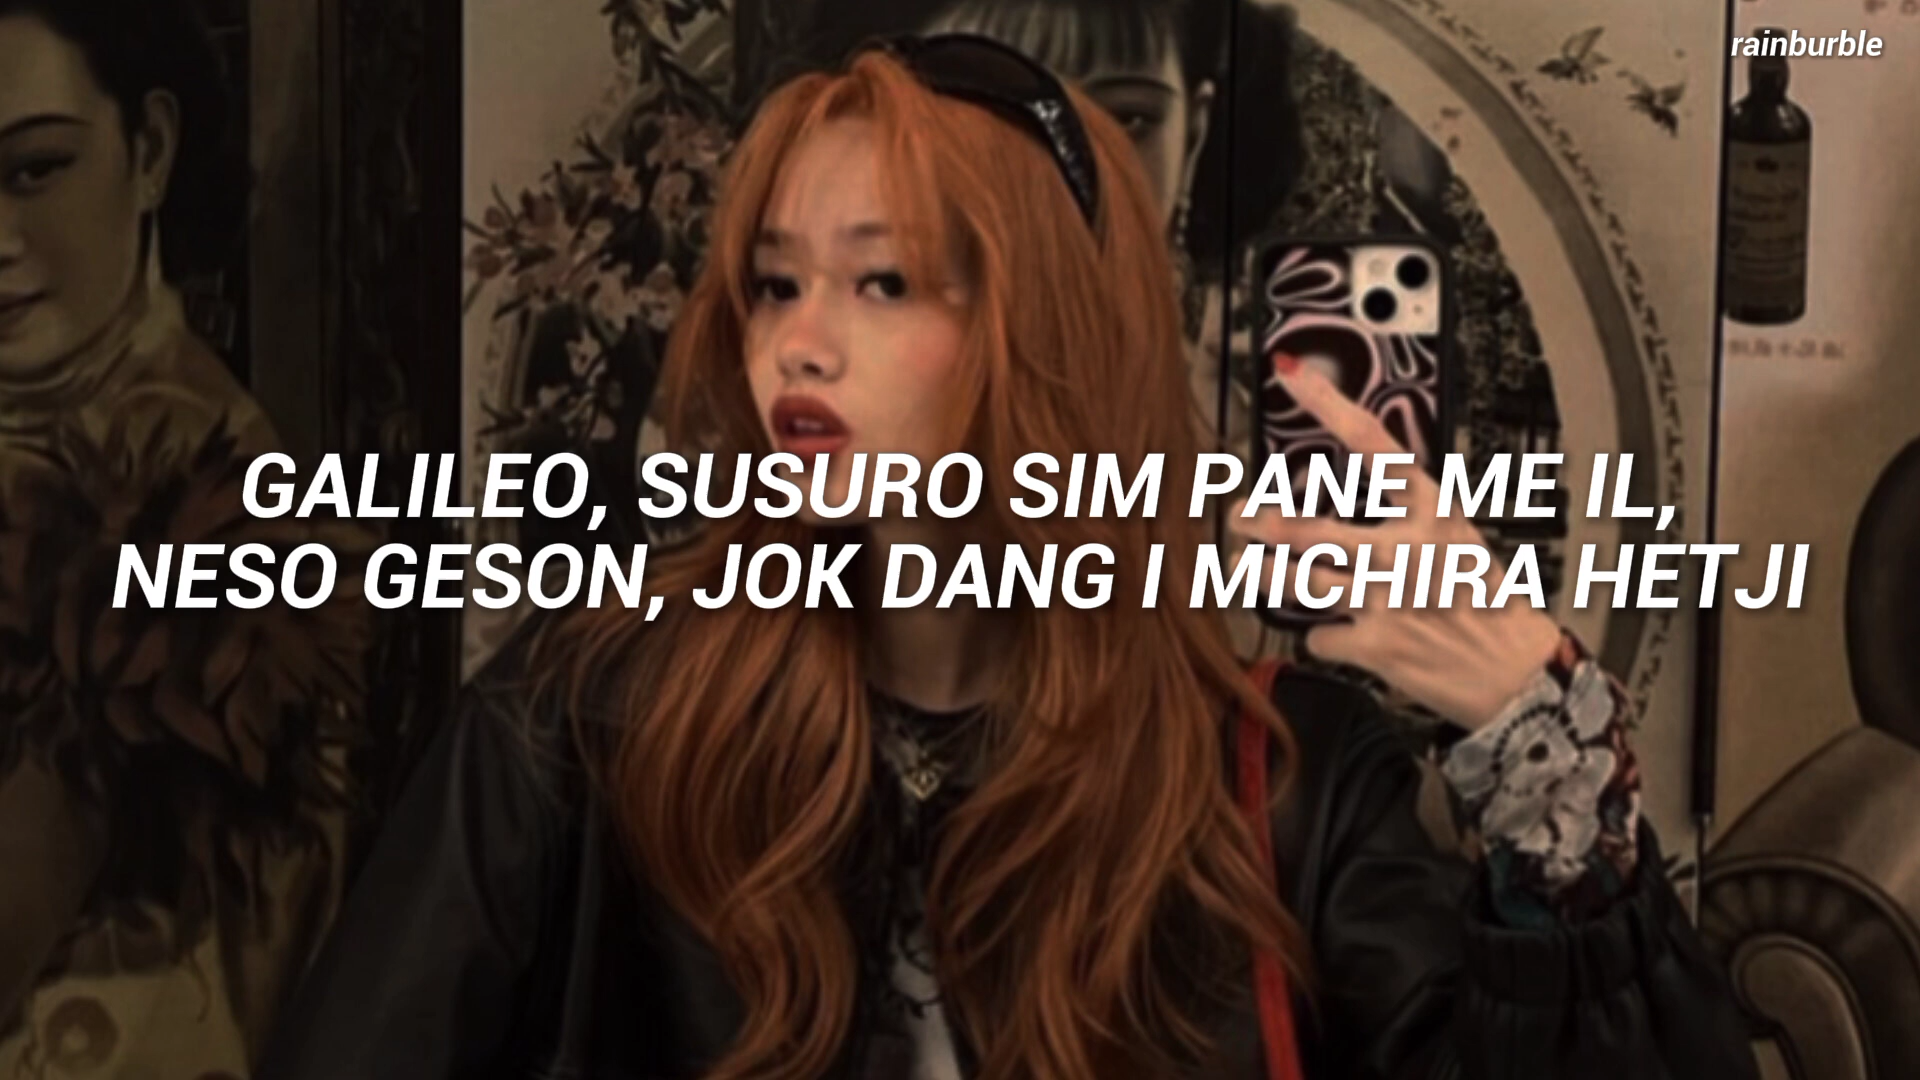 rainburble
GALILEO, SUSURO SIM PANE ME IL,
NESO GESON, JOK DANG I MICHIRA HETJI